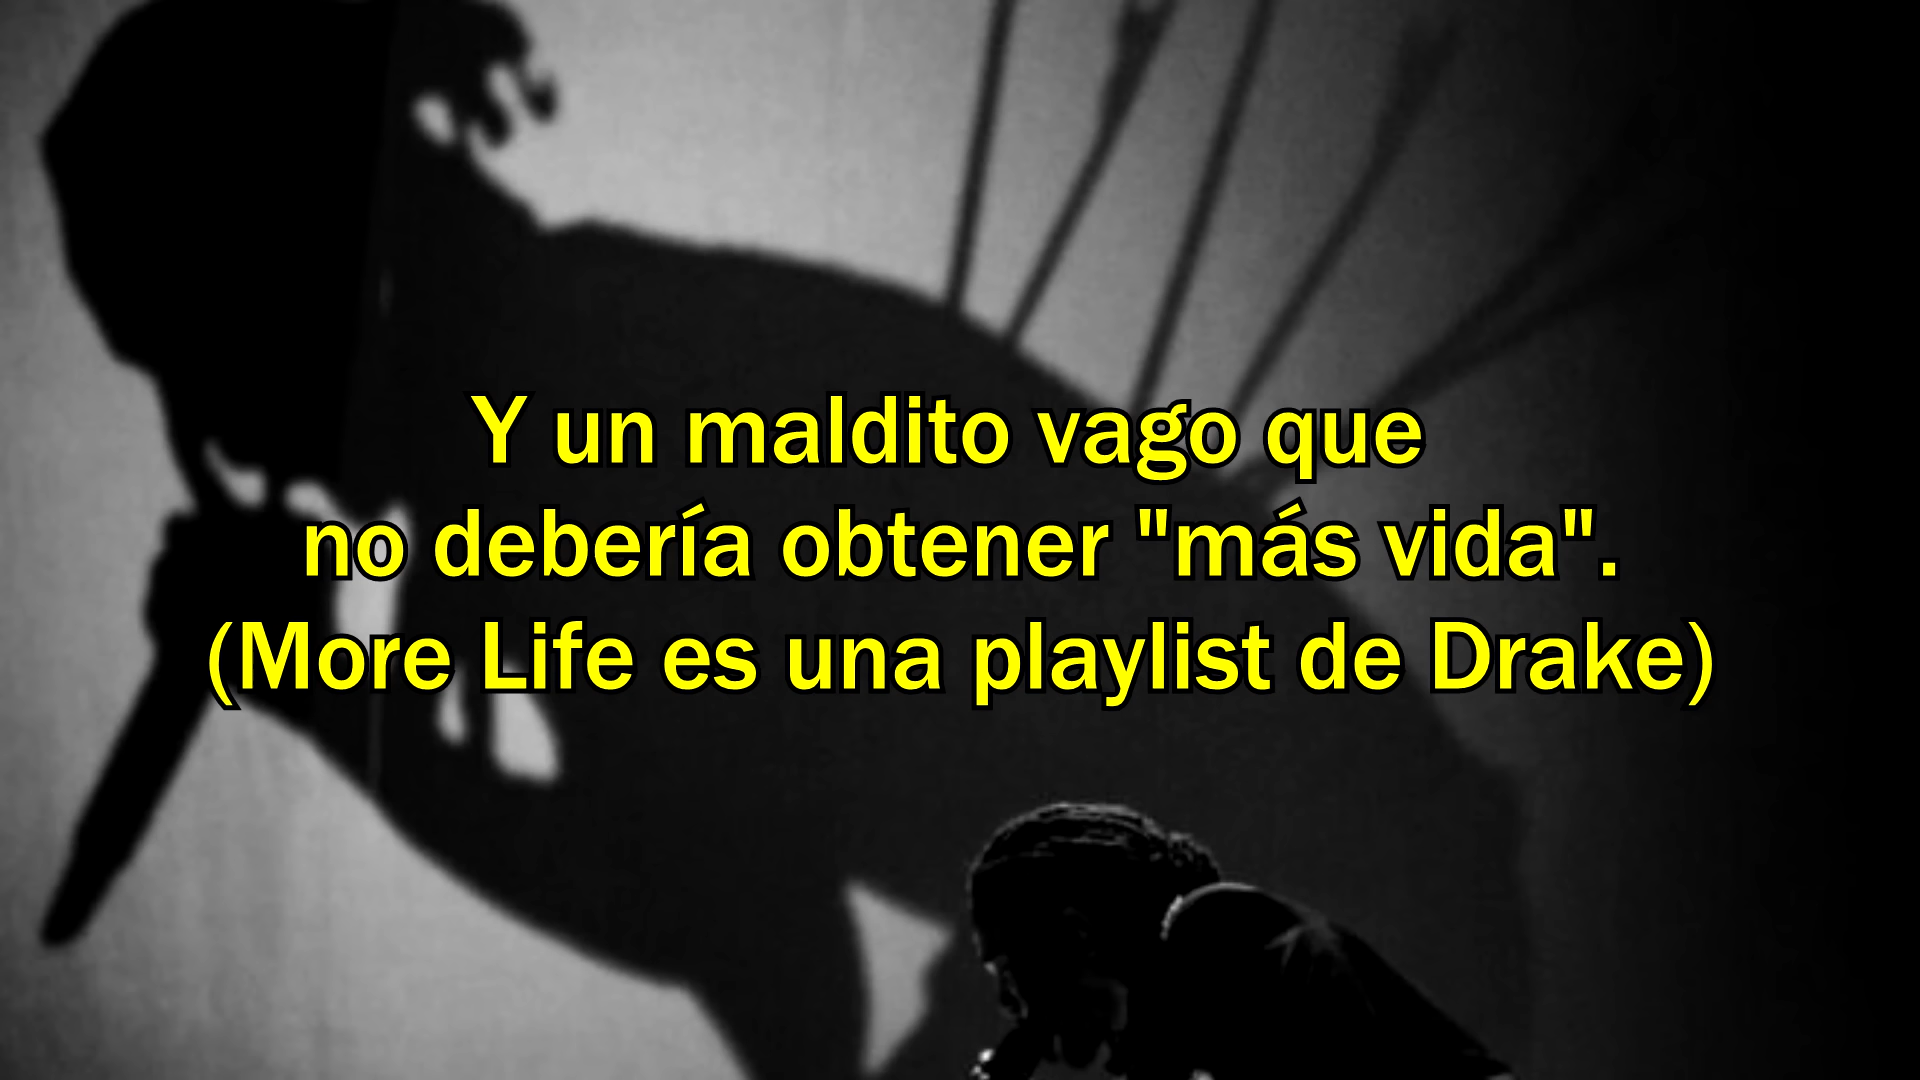 Y un maldito vago que
no debería obtener "más vida".
(More Life es una playlist de Drake)